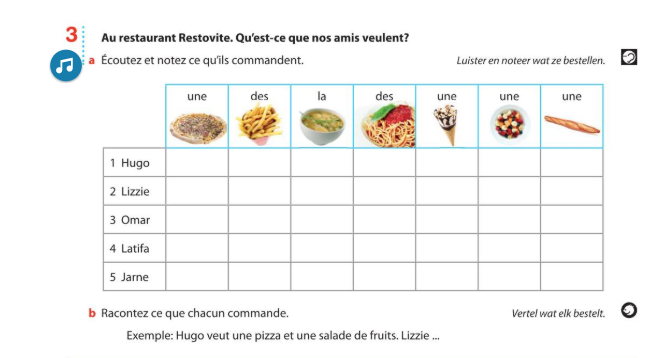 3 Au restaurant Restovite. Qu'est-ce que nos amis veulent?
a Écoutez et notez ce qu'ils commandent. Luister en noteer wat ze bestellen.
une des la des une une une
1 Hugo
2 Lizzie
3 Omar
4 Latifa
5 Jarne
b Racontez ce que chacun commande. Vertel wat elk bestelt.
Exemple: Hugo veut une pizza et une salade de fruits. Lizzie ...